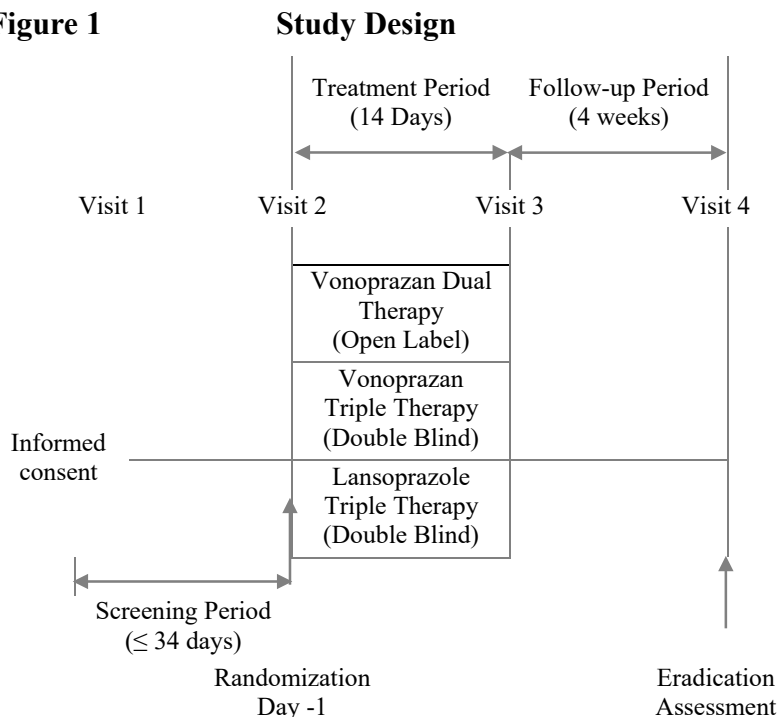 Figure 1 Study Design
Treatment Period
(14 Days)
Follow-up Period
(4 weeks)
Visit 1 Visit 2 Visit 3 Visit 4
Vonoprazan Dual
Therapy
(Open Label)
Vonoprazan
Triple Therapy
(Double Blind)
Informed
consent
Lansoprazole
Triple Therapy
(Double Blind)
Screening Period
(≤ 34 days)
Randomization
Day -1
Eradication
Assessment